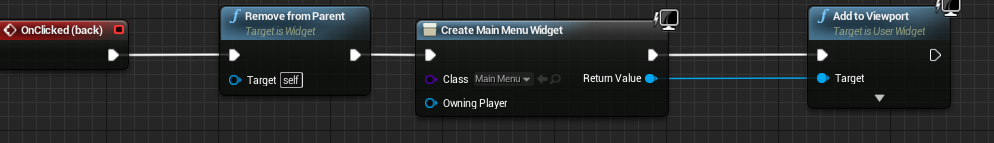 OnClicked (back)
f Remove from Parent
Target is Widget
Target self
Create Main Menu Widget
Class Main Menu
Return Value
Owning Player
f Add to Viewport
Target is User Widget
Target